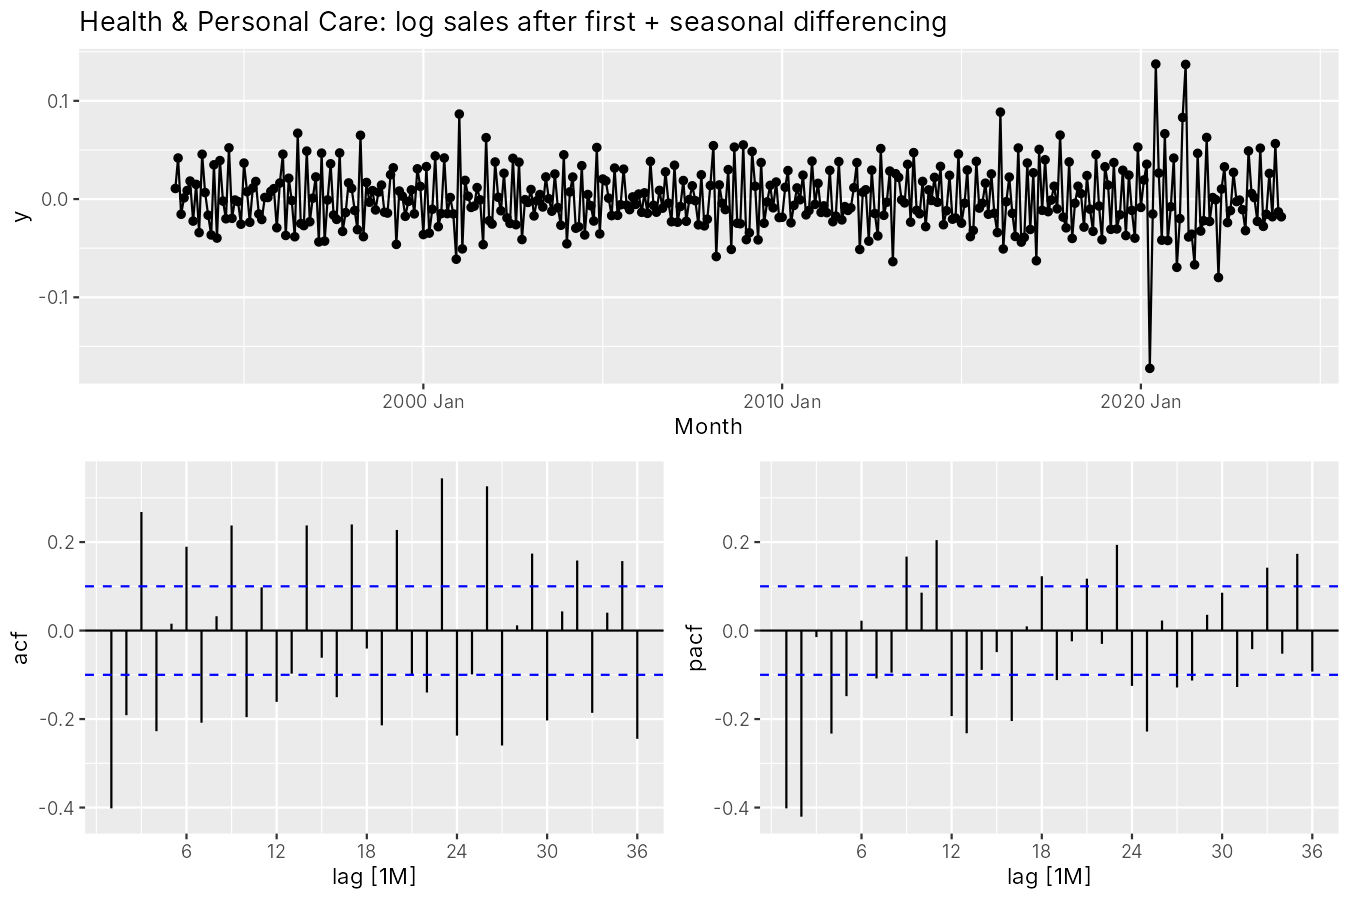 Health & Personal Care: log sales after first + seasonal differencing
y
0.1
0.0
-0.1
2000 Jan
2010 Jan
2020 Jan
Month
acf
0.2
0.0
-0.2
-0.4
6
12
18
24
30
36
lag [1M]
pacf
0.2
0.0
-0.2
-0.4
6
12
18
24
30
36
lag [1M]